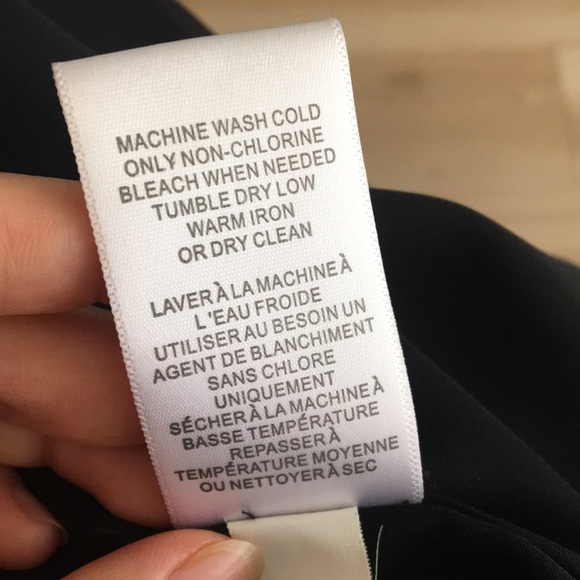 MACHINE WASH COLD
ONLY NON-CHLORINE
BLEACH WHEN NEEDED
TUMBLE DRY LOW
WARM IRON
OR DRY CLEAN
LAVER À LA MACHINE À
L'EAU FROIDE
UTILISER AU BESOIN UN
AGENT DE BLANCHIMENT
SANS CHLORE
UNIQUEMENT
SÉCHER À LA MACHINE À
BASSE TEMPÉRATURE
REPASSER À
TEMPÉRATURE MOYENNE
OU NETTOYER À SEC